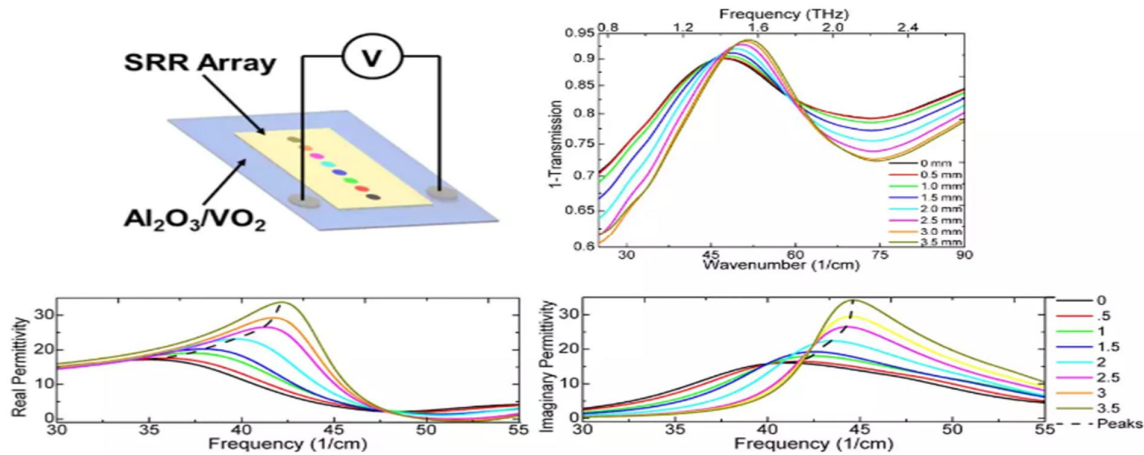 SRR Array
V
Al₂O₃/VO₂
Frequency (THz)
0.8 1.2 1.6 2.0 2.4
0.95
0.9
0.85
0.8
0.75
0.7
0.65
0.6
1-Transmission
0 mm
0.5 mm
1.0 mm
1.5 mm
2.0 mm
2.5 mm
3.0 mm
3.5 mm
30 45 60 75 90
Wavenumber (1/cm)
Real Permittivity
30
20
10
0
30 35 40 45 50 55
Frequency (1/cm)
Imaginary Permittivity
30
20
10
0
30 35 40 45 50 55
Frequency (1/cm)
0
.5
1
1.5
2
2.5
3
3.5
Peaks